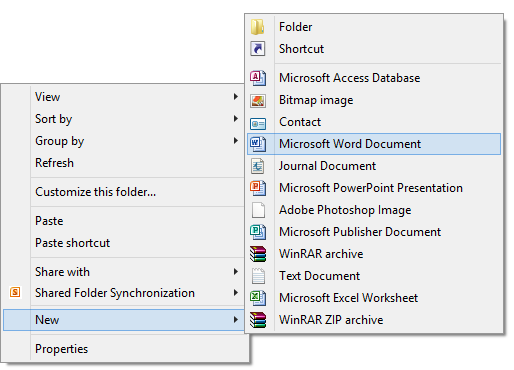 View
Sort by
Group by
Refresh
Customize this folder...
Paste
Paste shortcut
Share with
Shared Folder Synchronization
New
Properties
Folder
Shortcut
Microsoft Access Database
Bitmap image
Contact
Microsoft Word Document
Journal Document
Microsoft PowerPoint Presentation
Adobe Photoshop Image
Microsoft Publisher Document
WinRAR archive
Text Document
Microsoft Excel Worksheet
WinRAR ZIP archive